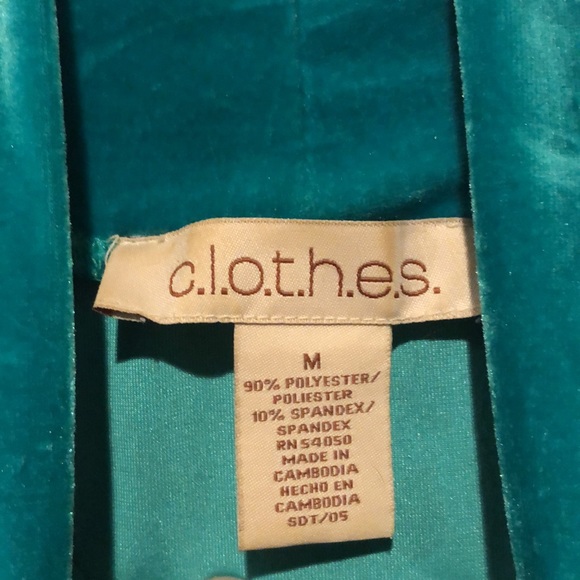 c.l.o.t.h.e.s.
M
90% POLYESTER/
POLIESTER
10% SPANDEX/
SPANDEX
RN 54050
MADE IN
CAMBODIA
HECHO EN
CAMBODIA
SDT/05